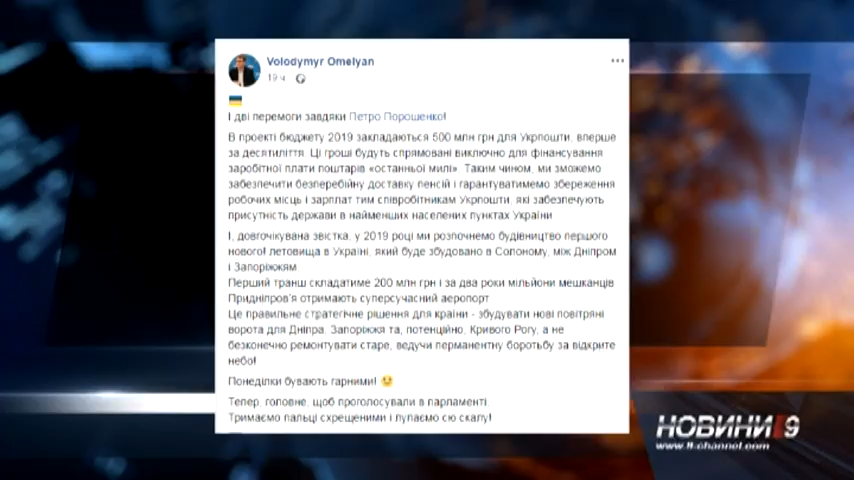 Volodymyr Omelyan
19 ч
І дві перемоги завдяки Петро Порошенко!
В проекті бюджету 2019 закладаються 500 млн грн для Укрпошти, вперше
за десятиліття. Ці гроші будуть спрямовані виключно для фінансування
заробітної плати поштарів «останньої милі». Таким чином, ми зможемо
забезпечити безперебійну доставку пенсій і гарантуватимемо збереження
робочих місць і зарплат тим співробітникам Укрпошти, які забезпечують
присутність держави в найменших населених пунктах України
І, довгочікувана звістка, у 2019 році ми розпочнемо будівництво першого
нового! летовища в Україні, який буде збудовано в Солоному, між Дніпром
і Запоріжжям
Перший транш складатиме 200 млн грн і за два роки мільйони мешканців
Придніпров'я отримають суперсучасний аеропорт
Це правильне стратегічне рішення для країни - збудувати нові повітряні
ворота для Дніпра, Запоріжжя та, потенційно, Кривого Рогу, а не
безконечно ремонтувати старе, ведучи перманентну боротьбу за відкрите
небо!
Понеділки бувають гарними!
Тепер, головне, щоб проголосували в парламенті.
Тримаємо пальці схрещеними і лупаємо сю скалу!
НОВИНИ 9
www.9-channel.com